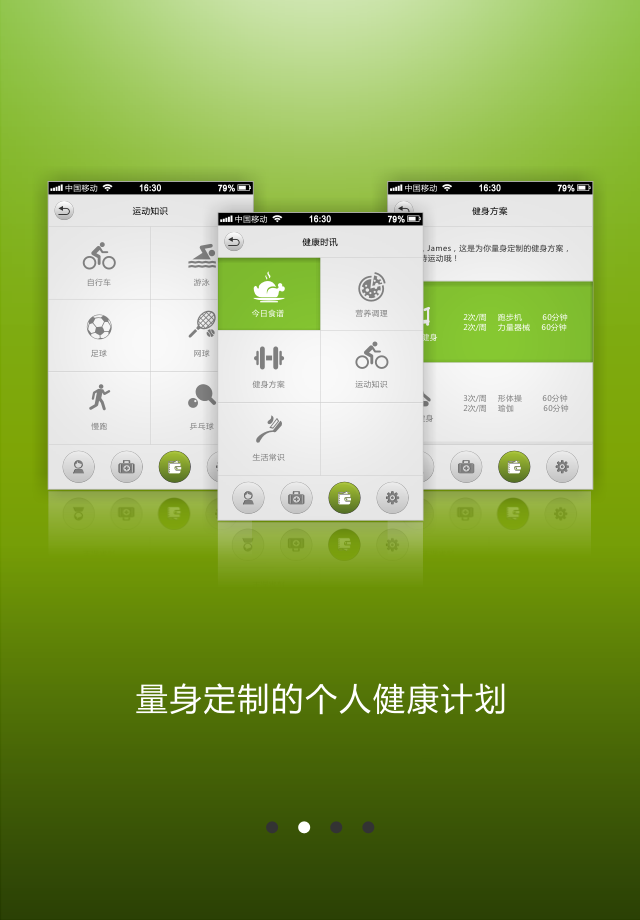 中国移动 16:30 79%
运动知识
自行车 游泳
足球 网球
慢跑 乒乓球
中国移动 16:30 79%
健康时讯
今日食谱 营养调理
健身方案 运动知识
生活常识
中国移动 16:30 79%
健身方案
, James，这是为你量身定制的健身方案，
运动哦！
2次/周 跑步机 60分钟
2次/周 力量器械 60分钟
健身
3次/周 形体操 60分钟
2次/周 瑜伽 60分钟
身
量身定制的个人健康计划